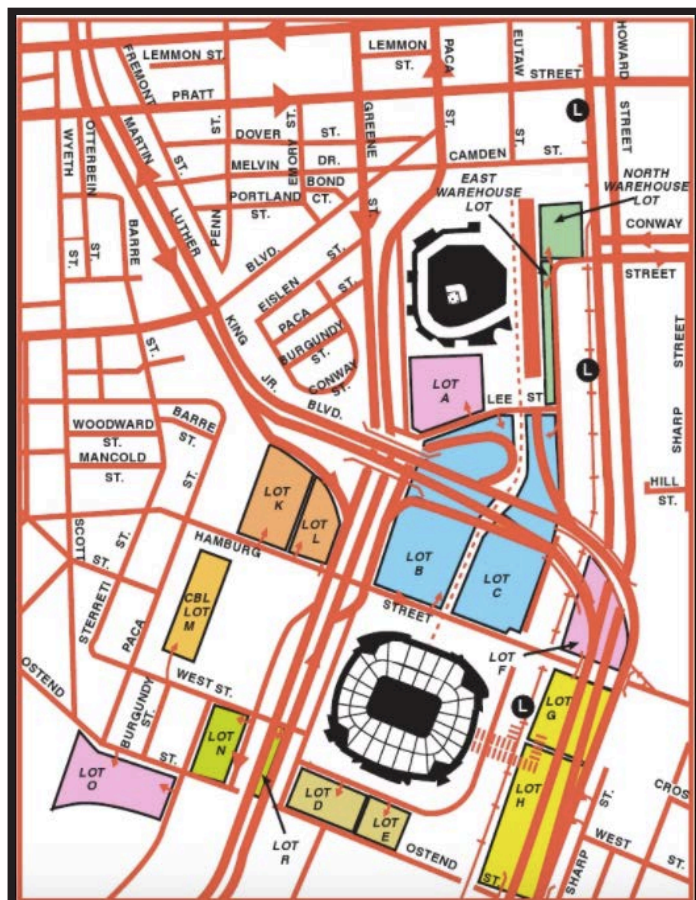 LEMMON ST.
FREMONT
ST.
LEMMON
ST.
PACA
ST.
EUTAW
ST.
STREET
HOWARD
STREET
PRATT
L
WYETH
ST.
OTTERBEIN
ST.
MARTIN
LUTHER
KING
JR.
BLVD.
ST.
PENN
DOVER
ST.
EMORY ST.
GREENE
ST.
MELVIN
DR.
CAMDEN
ST.
BOND
CT.
PORTLAND
ST.
EAST
WAREHOUSE
LOT
NORTH
WAREHOUSE
LOT
CONWAY
STREET
BARRE
ST.
BLVD.
EISLEN
ST.
PACA
ST.
BURGUNDY
ST.
CONWAY
ST.
STREET
SHARP
L
LOT
A
LEE
ST.
WOODWARD
ST.
MANCOLD
ST.
BARRE
ST.
ST.
HILL
ST.
LOT
K
LOT
L
HAMBURG
STREET
LOT
B
LOT
C
SCOTT
ST.
STERRETI
ST.
PACA
CBL
LOT
M
LOT
F
WEST ST.
OSTEND
ST.
BURGUNDY
ST.
LOT
N
L
LOT
G
LOT
O
LOT
D
LOT
E
LOT
H
LOT
R
OSTEND
ST.
SHARP
ST.
CROS
ST.
WEST